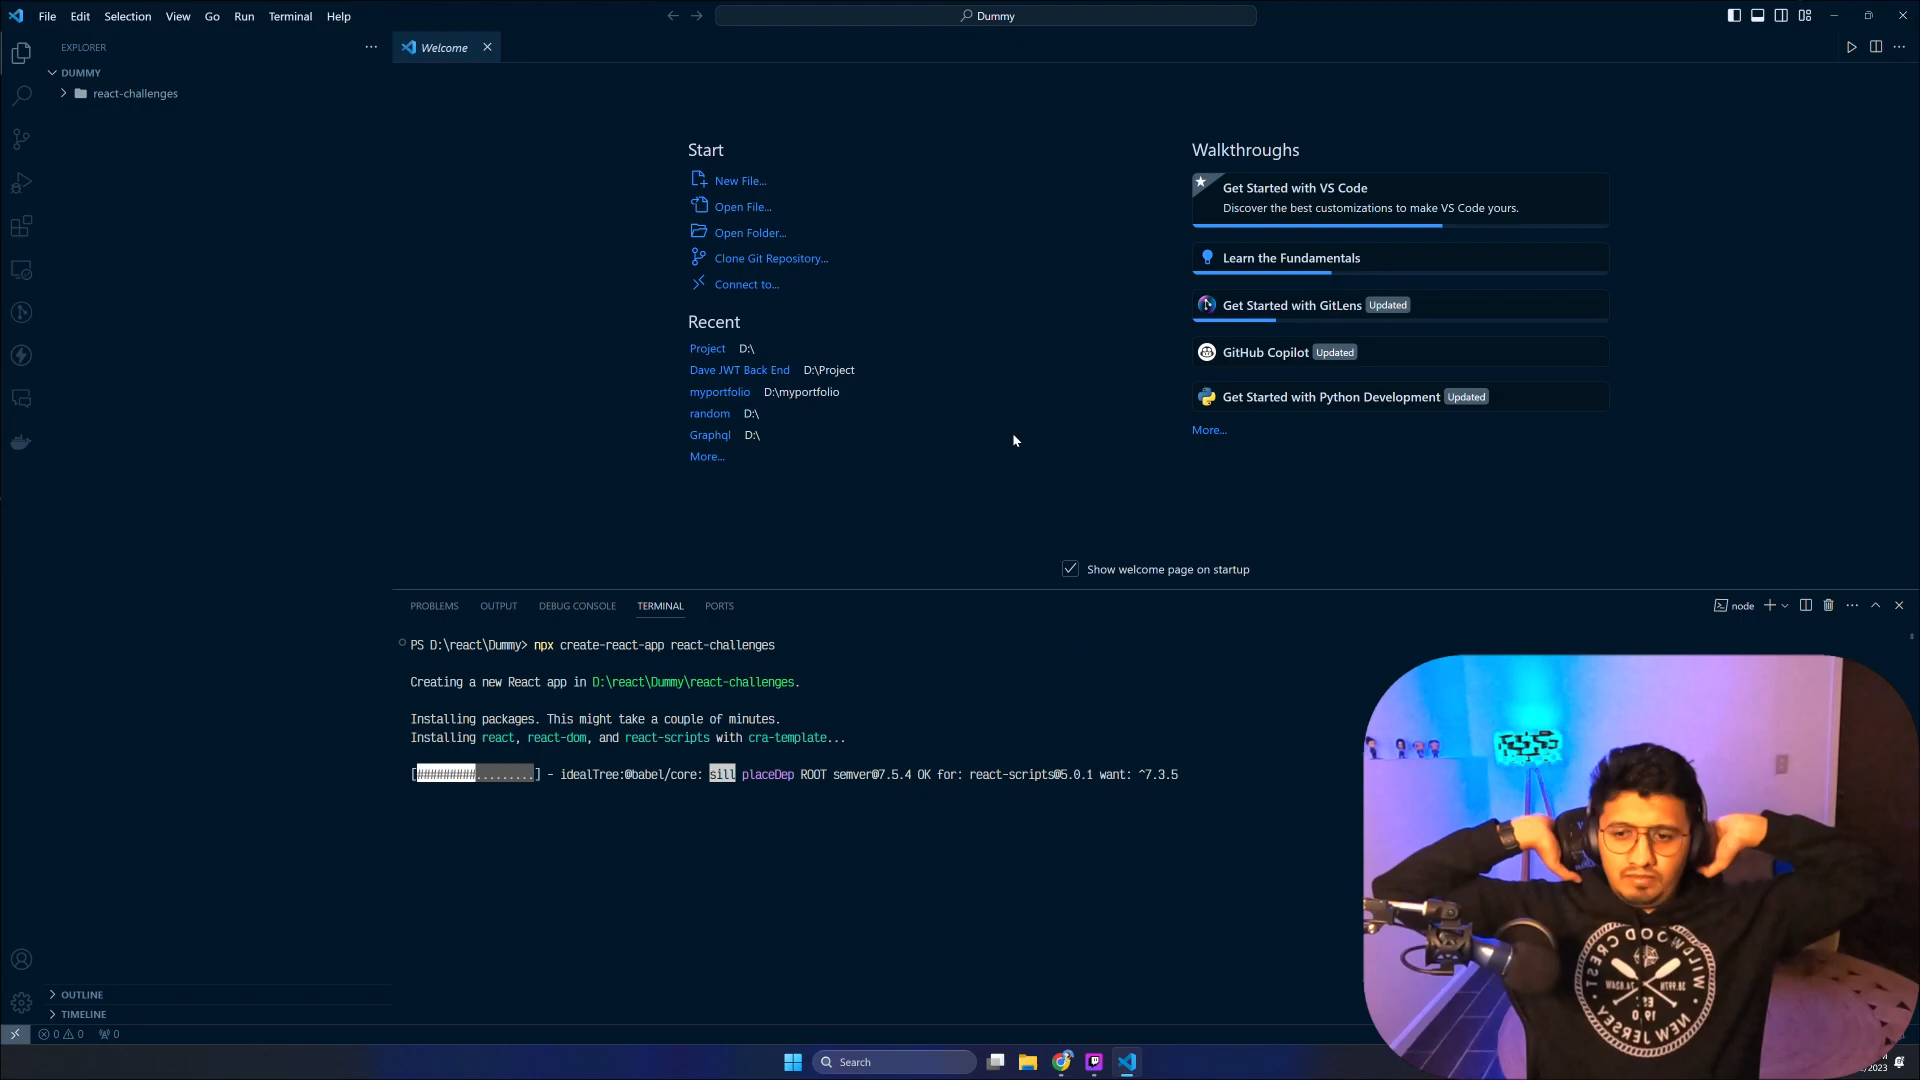 File Edit Selection View Go Run Terminal Help
Dummy
EXPLORER
DUMMY
react-challenges
Welcome
Start
New File...
Open File...
Open Folder...
Clone Git Repository...
Connect to...
Recent
Project D:\
Dave JWT Back End D:\Project
myportfolio D:\myportfolio
random D:\
Graphql D:\
More...
Walkthroughs
Get Started with VS Code
Discover the best customizations to make VS Code yours.
Learn the Fundamentals
Get Started with GitLens Updated
GitHub Copilot Updated
Get Started with Python Development Updated
More...
Show welcome page on startup
PROBLEMS OUTPUT DEBUG CONSOLE TERMINAL PORTS
node
PS D:\react\Dummy> npx create-react-app react-challenges
Creating a new React app in D:\react\Dummy\react-challenges.
Installing packages. This might take a couple of minutes.
Installing react, react-dom, and react-scripts with cra-template...
[#########.........] - idealTree:@babel/core: sill placeDep ROOT semver@7.5.4 OK for: react-scripts@5.0.1 want: ^7.3.5
OUTLINE
TIMELINE
0 0 0
Search
WILDWOOD CREST
NEW JERSEY